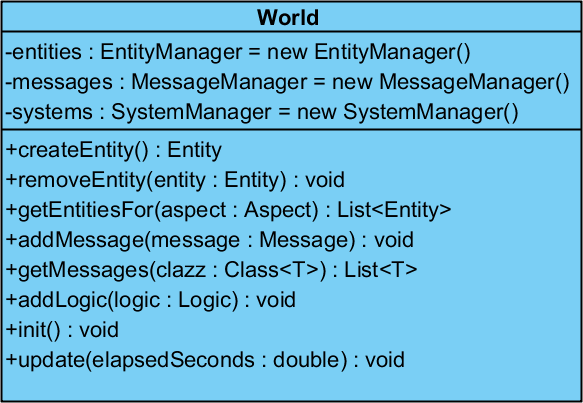 World
-entities : EntityManager = new EntityManager()
-messages : MessageManager = new MessageManager()
-systems : SystemManager = new SystemManager()
+createEntity() : Entity
+removeEntity(entity : Entity) : void
+getEntitiesFor(aspect : Aspect) : List<Entity>
+addMessage(message : Message) : void
+getMessages(clazz : Class<T>) : List<T>
+addLogic(logic : Logic) : void
+init() : void
+update(elapsedSeconds : double) : void